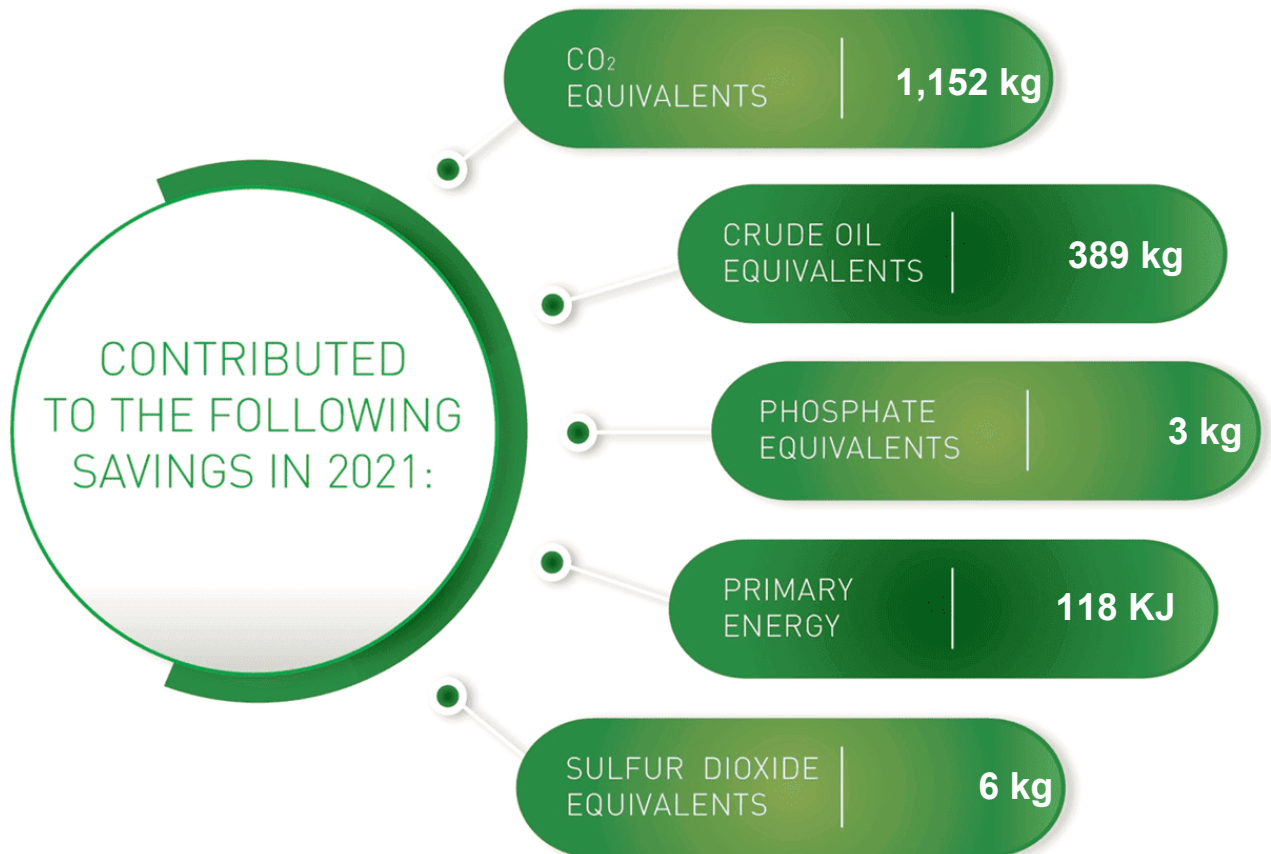 CONTRIBUTED
TO THE FOLLOWING
SAVINGS IN 2021:
CO₂
EQUIVALENTS
1,152 kg
CRUDE OIL
EQUIVALENTS
389 kg
PHOSPHATE
EQUIVALENTS
3 kg
PRIMARY
ENERGY
118 KJ
SULFUR DIOXIDE
EQUIVALENTS
6 kg